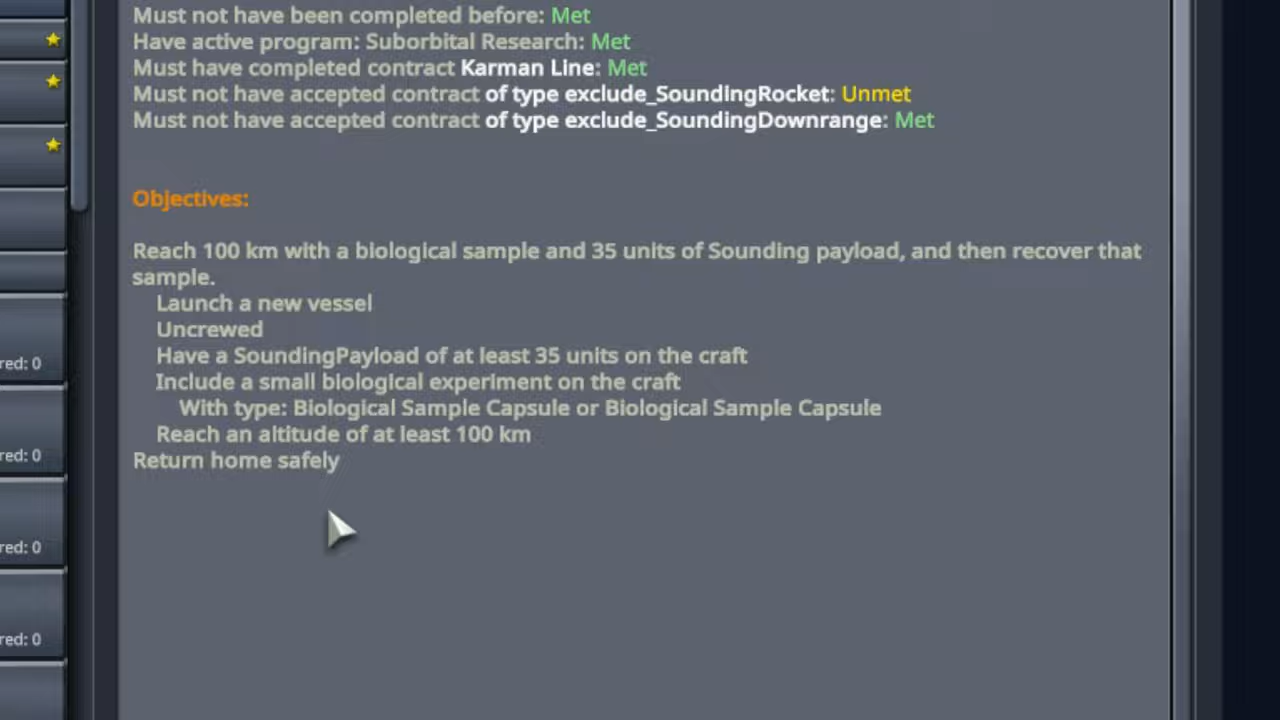 Must not have been completed before: Met
Have active program: Suborbital Research: Met
Must have completed contract Karman Line: Met
Must not have accepted contract of type exclude_SoundingRocket: Unmet
Must not have accepted contract of type exclude_SoundingDownrange: Met
Objectives:
Reach 100 km with a biological sample and 35 units of Sounding payload, and then recover that
sample.
Launch a new vessel
Uncrewed
Have a SoundingPayload of at least 35 units on the craft
Include a small biological experiment on the craft
With type: Biological Sample Capsule or Biological Sample Capsule
Reach an altitude of at least 100 km
Return home safely
red: 0
red: 0
red: 0
red: 0